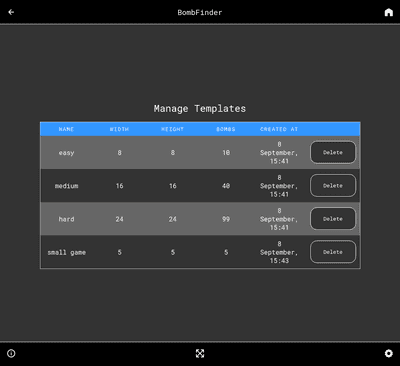 BombFinder
Manage Templates
NAME WIDTH HEIGHT BOMBS CREATED AT
easy 8 8 10 8 September, 15:41 Delete
medium 16 16 40 8 September, 15:41 Delete
hard 24 24 99 8 September, 15:41 Delete
small game 5 5 5 8 September, 15:43 Delete